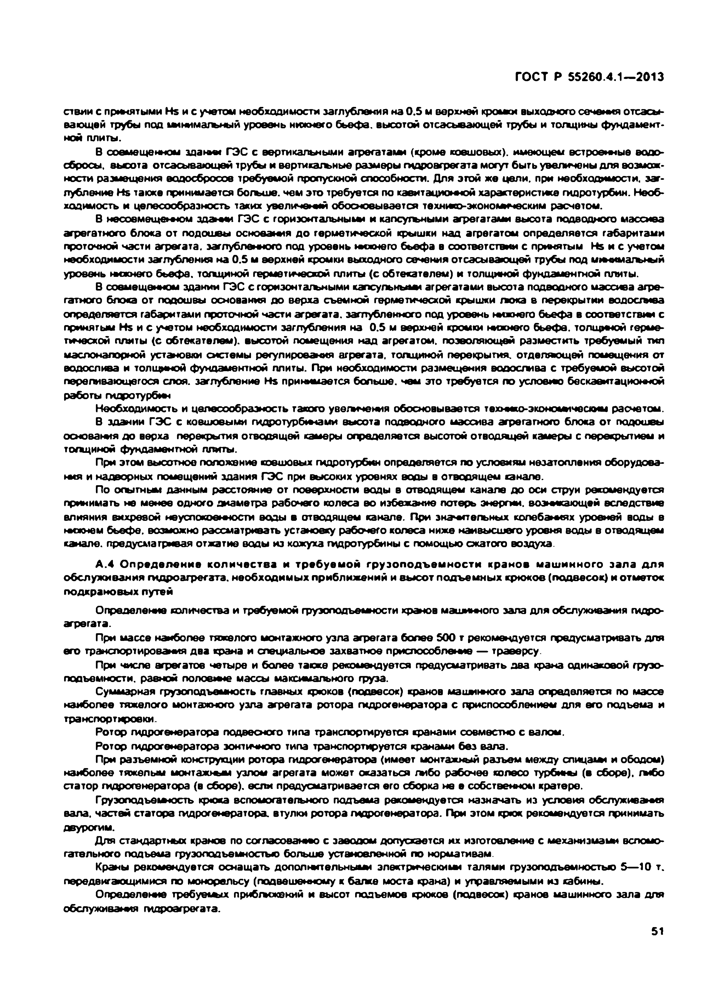 ГОСТ Р 55260.4.1—2013
ствии с принятыми Hs и с учетом необходимости заглубления на 0.5 м верхней кромки выходного сечения отсасы-
вающей трубы под минимальный уровень нижнего бьефа. высотой отсасывающей трубы и толщины фундамент-
ной плиты.
В совмещенном здании ГЭС с вертикальными агрегатами (кроме ковшовых). имеющем встроенные водо-
сбросы. высота отсасывающей трубы и вертикальные размеры гидроагрегата могут быть увеличены для возмож-
ности размещения водосбросов требуемой пропускной способности. Для этой же цели. при необходимости. заг-
лубление Hs также принимается больше. чем это требуется по кавитационной характеристике гидротурбин. Необ-
ходимость и целесообразность таких увеличений обосновывается технико-экономическим расчетом.
В несовмещенном здании ГЭС с горизонтальными и капсульными агрегатами высота подводного массива
агрегатного блока от подошвы основания до герметической крышки над агрегатом определяется габаритами
проточной части агрегата. заглубленного под уровень нижнего бьефа в соответствии с принятым Hs и с учетом
необходимости заглубления на 0.5 м верхней кромки выходного сечения отсасывающей трубы под минимальный
уровень нижнего бьефа. толщиной герметической плиты (с обтекателем) и толщиной фундаментной плиты.
В совмещенном здании ГЭС с горизонтальными капсульными агрегатами высота подводного массива агре-
гатного блока от подошвы основания до верха съемной герметической крышки люка в перекрытии водослива
определяется габаритами проточной части агрегата. заглубленного под уровень нижнего бьефа в соответствии с
принятым Hs и с учетом необходимости заглубления на 0.5 м верхней кромки нижнего бьефа. толщиной герме-
тической плиты (с обтекателем). высотой помещения над агрегатом. позволяющей разместить требуемый тип
маслонапорной установки системы регулирования агрегата. толщиной перекрытия. отделяющей помещения от
водослива и толщиной фундаментной плиты. При необходимости размещения водослива с требуемой высотой
переливающегося слоя. заглубление Hs принимается больше. чем это требуется по условию бескавитационной
работы гидротурбин
Необходимость и целесообразность такого увеличения обосновывается технико-экономическим расчетом.
В здании ГЭС с ковшовыми гидротурбинами высота подводного массива агрегатного блока от подошвы
основания до верха перекрытия отводящей камеры определяется высотой отводящей камеры с перекрытием и
толщиной фундаментной плиты.
При этом высотное положение ковшовых гидротурбин определяется по условиям незатопления оборудова-
ния и надворных помещений здания ГЭС при высоких уровнях воды в отводящем канале.
По опытным данным расстояние от поверхности воды в отводящем канале до оси струи рекомендуется
принимать не менее одного диаметра рабочего колеса во избежание потерь энергии. возникающей вследствие
влияния вихревой неуспокоенности воды в отводящем канале. При значительных колебаниях уровней воды в
нижнем бьефе. возможно рассматривать установку рабочего колеса ниже наивысшего уровня воды в отводящем
канале. предусматривая отжатие воды из кожуха гидротурбины с помощью сжатого воздуха.
А.4 Определение количества и требуемой грузоподъемности кранов машинного зала для
обслуживания гидроагрегата. необходимых приближений и высот подъемных крюков (подвесок) и отметок
подкрановых путей
Определение количества и требуемой грузоподъемности кранов машинного зала для обслуживания гидро-
агрегата.
При массе наиболее тяжелого монтажного узла агрегата более 500 т рекомендуется предусматривать для
его транспортирования два крана и специальное захватное приспособление — траверсу.
При числе агрегатов четыре и более также рекомендуется предусматривать два крана одинаковой грузо-
подъемности. равной половине массы максимального груза.
Суммарная грузоподъемность главных крюков (подвесок) кранов машинного зала определяется по массе
наиболее тяжелого монтажного узла агрегата ротора гидрогенератора с приспособлением для его подъема и
транспортировки.
Ротор гидрогенератора подвесного типа транспортируется кранами совместно с валом.
Ротор гидрогенератора зонтичного типа транспортируется кранами без вала.
При разъемной конструкции ротора гидрогенератора (имеет монтажный разъем между спицами и ободом)
наиболее тяжелым монтажным узлом агрегата может оказаться либо рабочее колесо турбины (в сборе). либо
статор гидрогенератора (в сборе). если предусматривается его сборка не в собственном кратере.
Грузоподъемность крюка вспомогательного подъема рекомендуется назначать из условия обслуживания
вала. частей статора гидрогенератора. втулки ротора гидрогенератора. При этом крюк рекомендуется принимать
двурогим.
Для стандартных кранов по согласованию с заводом допускается их изготовление с механизмами вспомо-
гательного подъема грузоподъемностью больше установленной по нормативам.
Краны рекомендуется оснащать дополнительными электрическими талями грузоподъемностью 5—10 т.
передвигающимися по монорельсу (подвешенному к балке моста крана) и управляемыми из кабины.
Определение требуемых приближений и высот подъемов крюков (подвесок) кранов машинного зала для
обслуживания гидроагрегата.
51